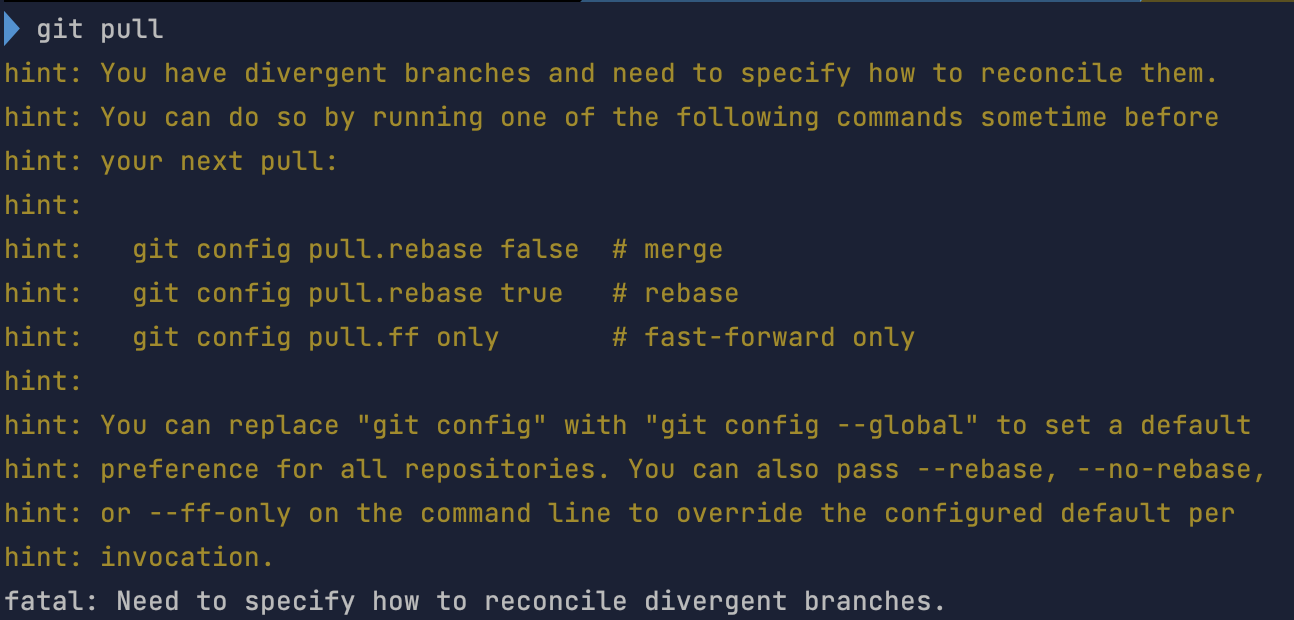 git pull
hint: You have divergent branches and need to specify how to reconcile them.
hint: You can do so by running one of the following commands sometime before
hint: your next pull:
hint:
hint:   git config pull.rebase false  # merge
hint:   git config pull.rebase true   # rebase
hint:   git config pull.ff only       # fast-forward only
hint:
hint: You can replace "git config" with "git config --global" to set a default
hint: preference for all repositories. You can also pass --rebase, --no-rebase,
hint: or --ff-only on the command line to override the configured default per
hint: invocation.
fatal: Need to specify how to reconcile divergent branches.